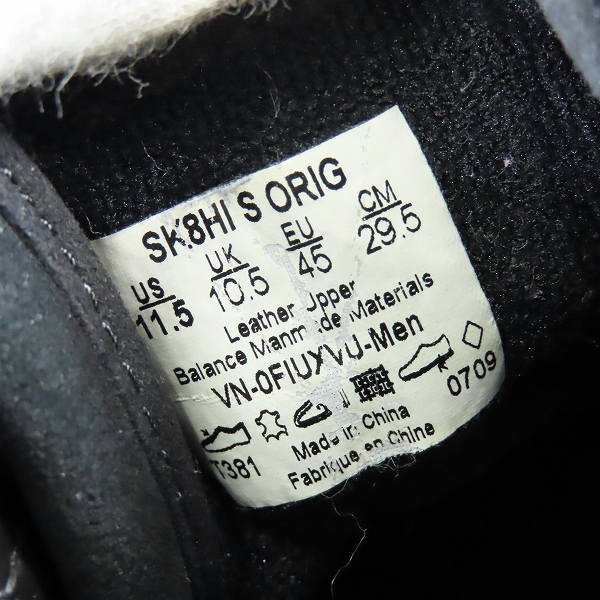 SK8HI S ORIG
US UK EU CM
11.5 10.5 45 29.5
Leather Upper
Balance Manmade Materials
VN-0FIUXVU-Men
0709
T381
Made in China
Fabrique en Chine